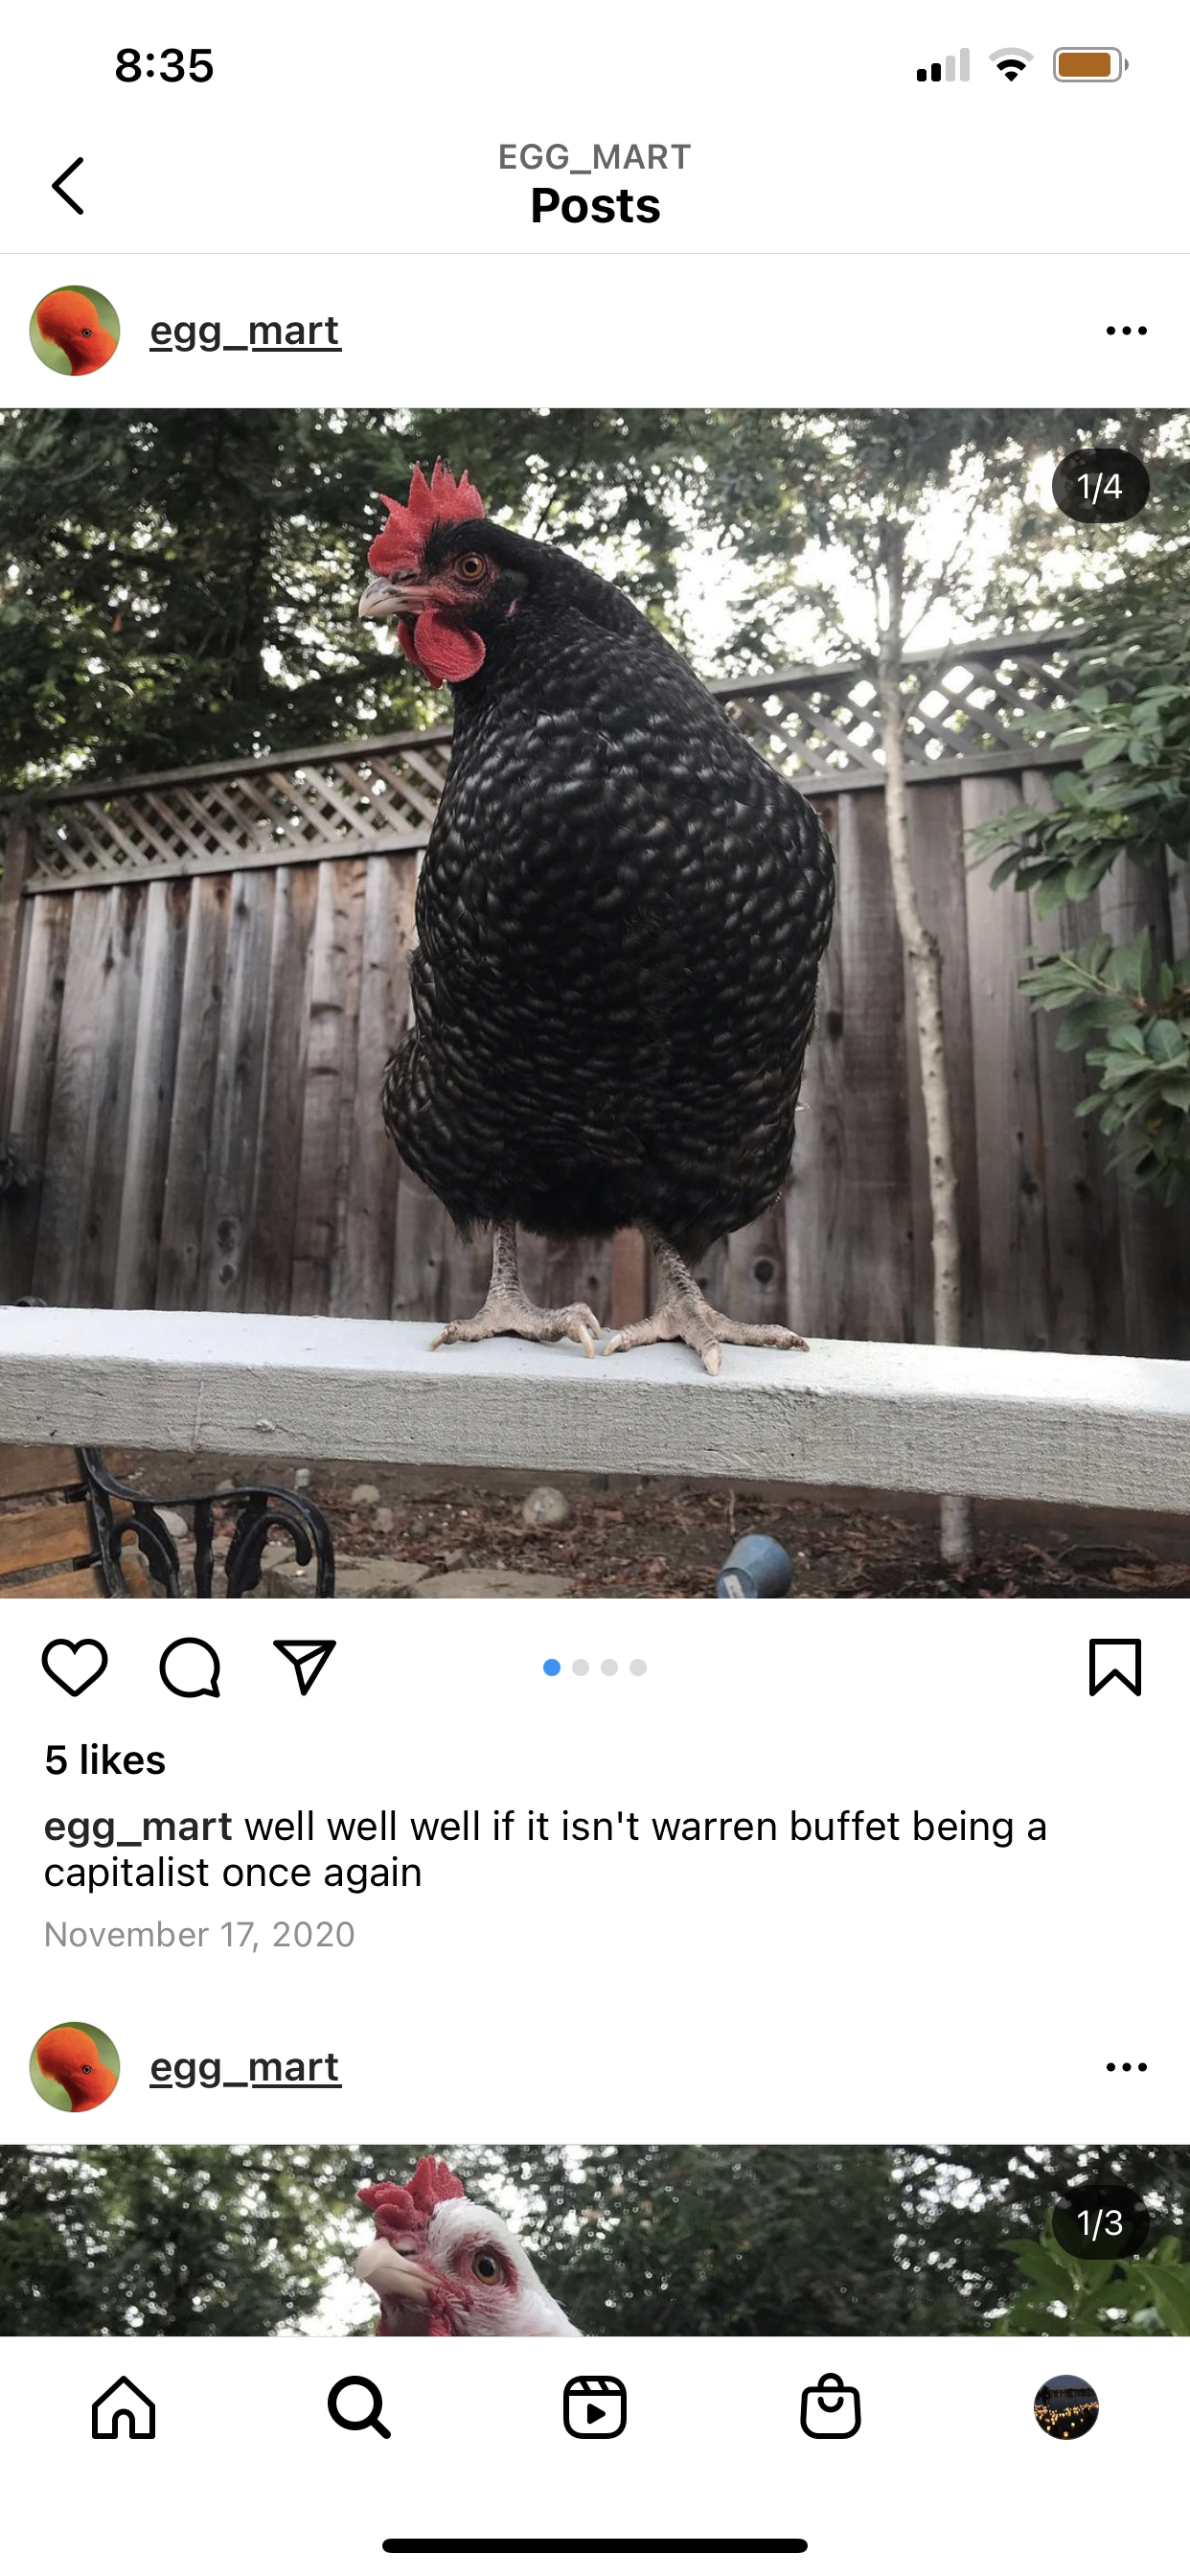 8:35
EGG_MART
Posts
egg_mart
1/4
5 likes
egg_mart well well well if it isn't warren buffet being a
capitalist once again
November 17, 2020
egg_mart
1/3